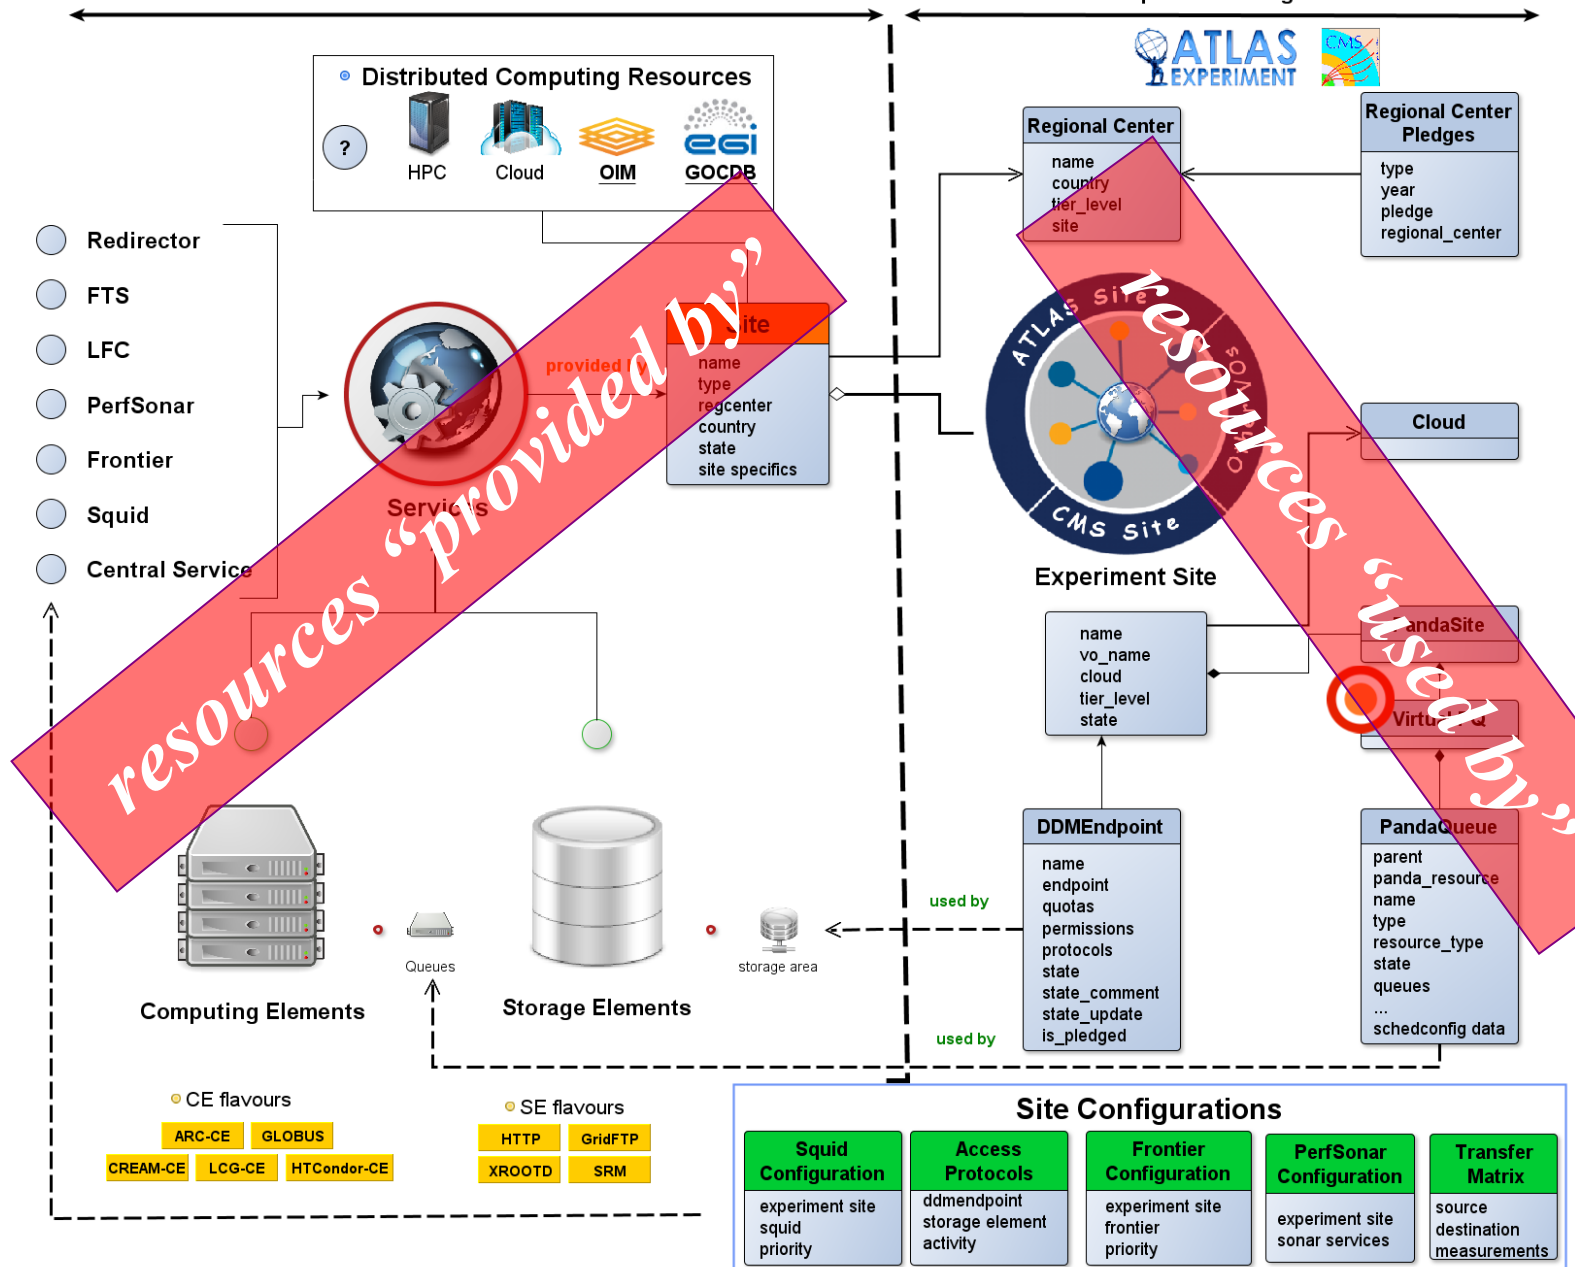 ATLAS
EXPERIMENT
CMS
Distributed Computing Resources
?
HPC
Cloud
OIM
egi
GOCDB
Regional Center
name
country
tier_level
site
Regional Center
Pledges
type
year
pledge
regional_center
Redirector
FTS
LFC
PerfSonar
Frontier
Squid
Central Service
Services
provided by
Site
name
type
regcenter
country
state
site specifics
resources “provided by”
ATLAS Site
CMS Site
Experiment Site
resources “used by”
Cloud
name
vo_name
cloud
tier_level
state
PandaSite
Virtual PQ
DDMEndpoint
name
endpoint
quotas
permissions
protocols
state
state_comment
state_update
is_pledged
PandaQueue
parent
panda_resource
name
type
resource_type
state
queues
...
schedconfig data
used by
used by
Queues
storage area
Computing Elements
Storage Elements
CE flavours
ARC-CE
GLOBUS
CREAM-CE
LCG-CE
HTCondor-CE
SE flavours
HTTP
GridFTP
XROOTD
SRM
Site Configurations
Squid
Configuration
experiment site
squid
priority
Access
Protocols
ddmendpoint
storage element
activity
Frontier
Configuration
experiment site
frontier
priority
PerfSonar
Configuration
experiment site
sonar services
Transfer
Matrix
source
destination
measurements